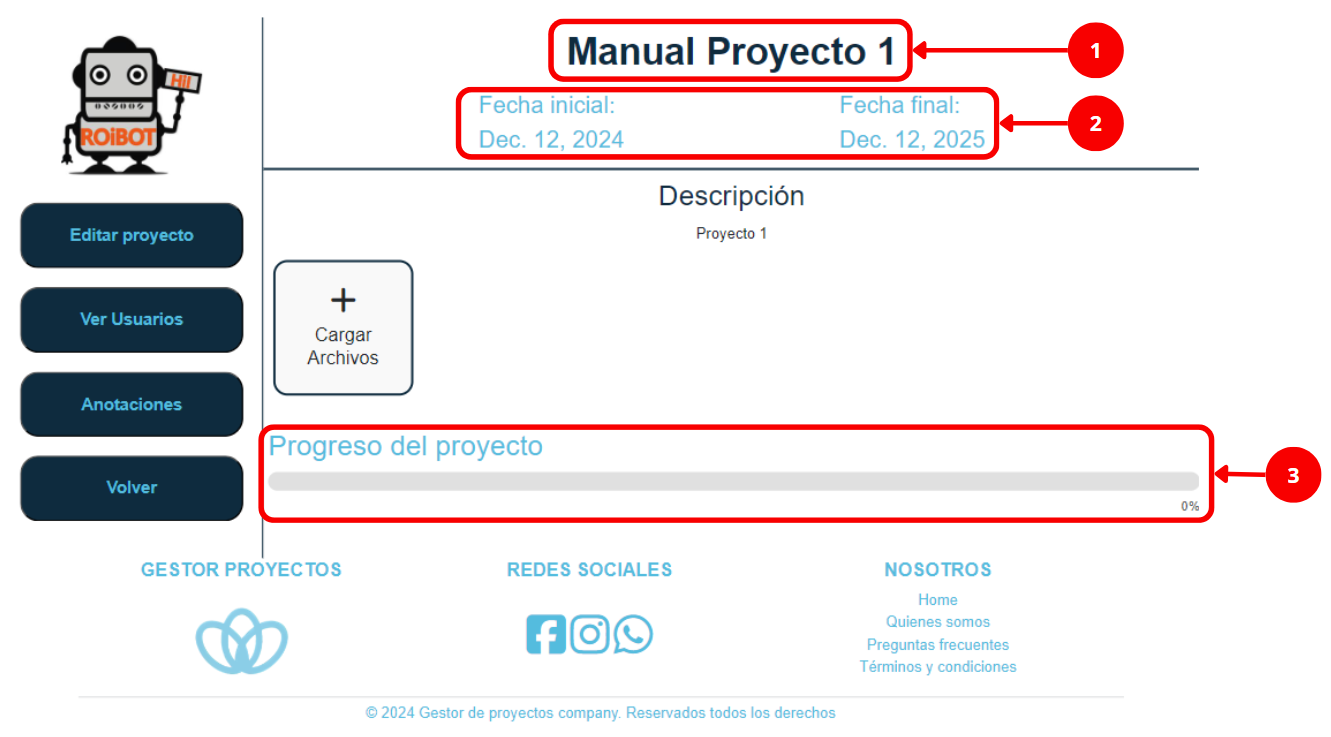 Manual Proyecto 1
1
Fecha inicial:
Dec. 12, 2024
Fecha final:
Dec. 12, 2025
2
HII
ROiBOT
Descripción
Proyecto 1
Editar proyecto
Ver Usuarios
Anotaciones
Volver
+
Cargar
Archivos
Progreso del proyecto
0%
3
GESTOR PROYECTOS
REDES SOCIALES
NOSOTROS
Home
Quienes somos
Preguntas frecuentes
Términos y condiciones
© 2024 Gestor de proyectos company. Reservados todos los derechos